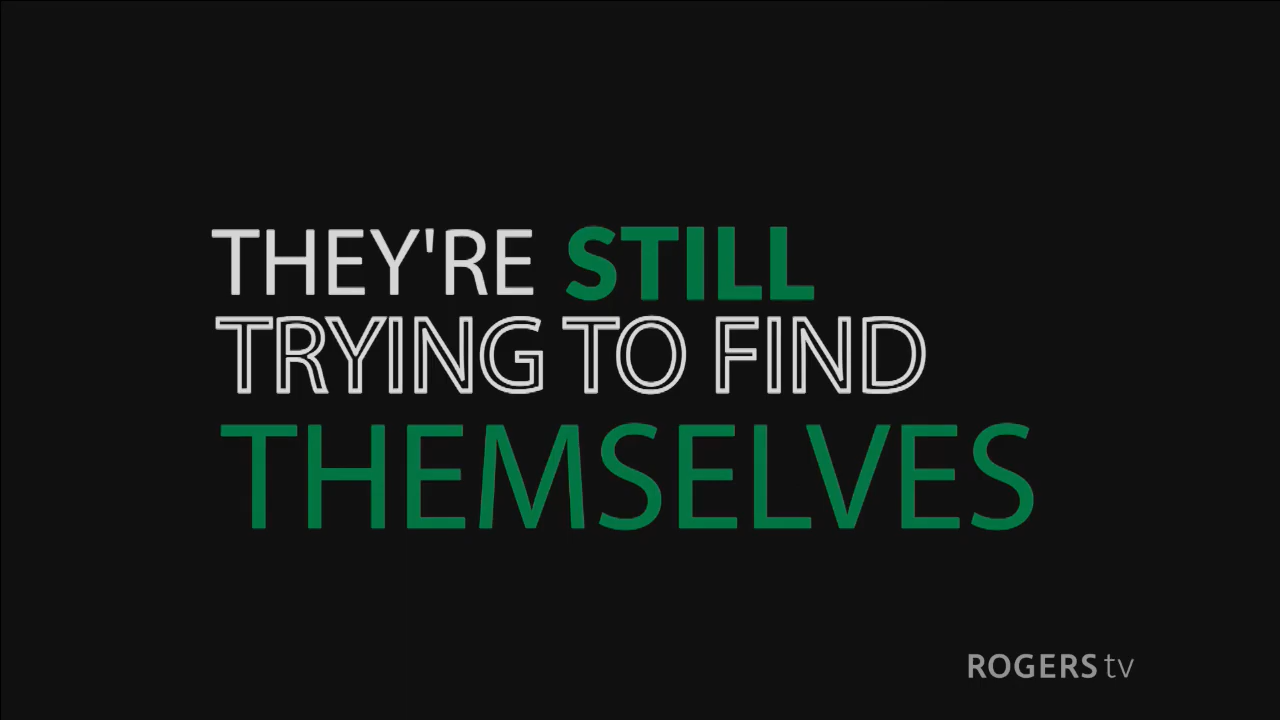 THEY'RE STILL
TRYING TO FIND
THEMSELVES
ROGERS tv